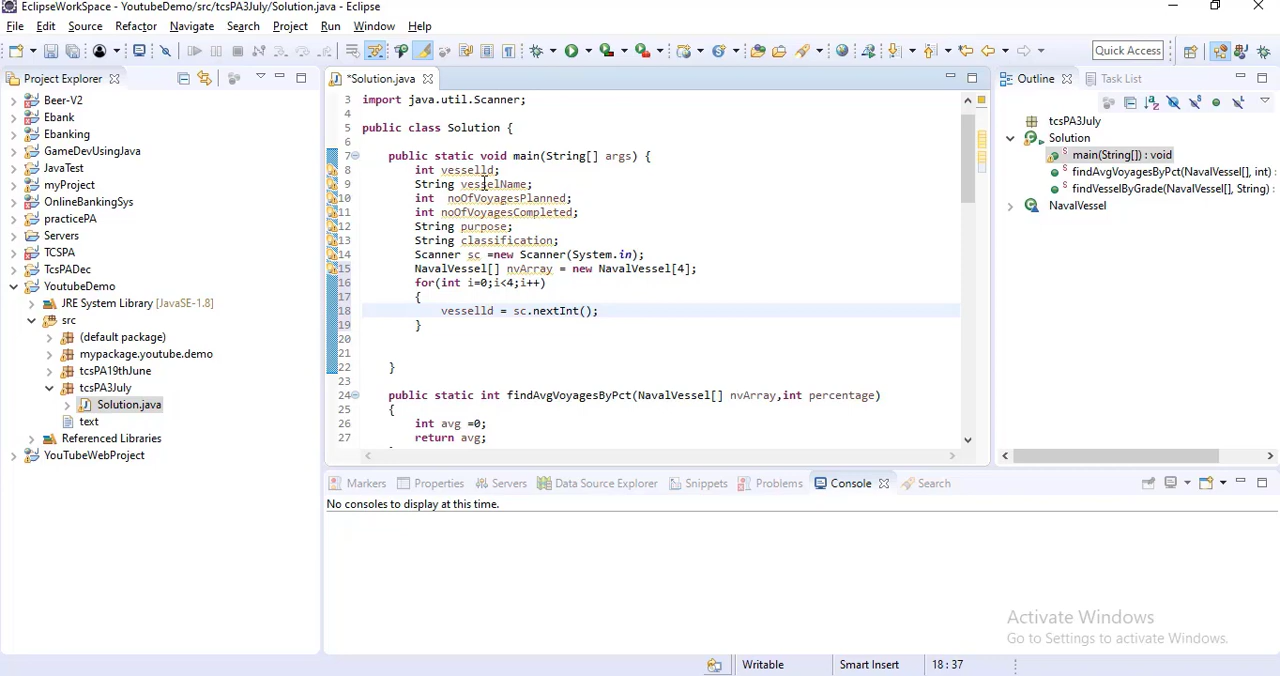 EclipseWorkSpace - YoutubeDemo/src/tcsPA3July/Solution.java - Eclipse
File Edit Source Refactor Navigate Search Project Run Window Help
Quick Access
Project Explorer
*Solution.java
Outline Task List
Beer-V2
Ebank
Ebanking
GameDevUsingJava
JavaTest
myProject
OnlineBankingSys
practicePA
Servers
TCSPA
TcsPADec
YoutubeDemo
JRE System Library [JavaSE-1.8]
src
(default package)
mypackage.youtube.demo
tcsPA19thJune
tcsPA3July
Solution.java
text
Referenced Libraries
YouTubeWebProject
3 import java.util.Scanner;
4
5 public class Solution {
6
7 public static void main(String[] args) {
8 int vesselld;
9 String vesselName;
10 int noOfVoyagesPlanned;
11 int noOfVoyagesCompleted;
12 String purpose;
13 String classification;
14 Scanner sc =new Scanner(System.in);
15 NavalVessel[] nvArray = new NavalVessel[4];
16 for(int i=0;i<4;i++)
17 {
18 vesselld = sc.nextInt();
19 }
20
21
22 }
23
24 public static int findAvgVoyagesByPct(NavalVessel[] nvArray,int percentage)
25 {
26 int avg =0;
27 return avg;
tcsPA3July
Solution
main(String[]) : void
findAvgVoyagesByPct(NavalVessel[], int) :
findVesselByGrade(NavalVessel[], String) :
NavalVessel
Markers Properties Servers Data Source Explorer Snippets Problems Console Search
No consoles to display at this time.
Activate Windows
Go to Settings to activate Windows.
Writable Smart Insert 18 : 37